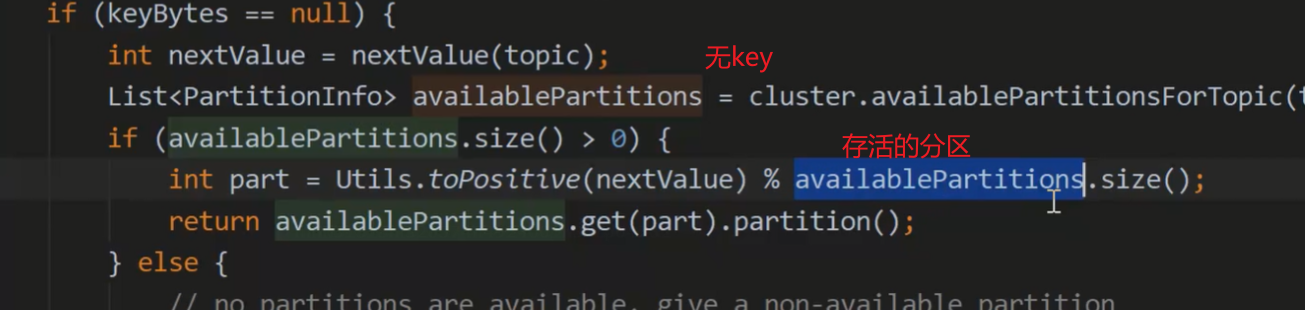 if (keyBytes == null) {
int nextValue = nextValue(topic);
无key
List<PartitionInfo> availablePartitions = cluster.availablePartitionsForTopic(
if (availablePartitions.size() > 0) {
存活的分区
int part = Utils.toPositive(nextValue) % availablePartitions.size();
return availablePartitions.get(part).partition();
} else {
// no partitions are available, give a non-available partition